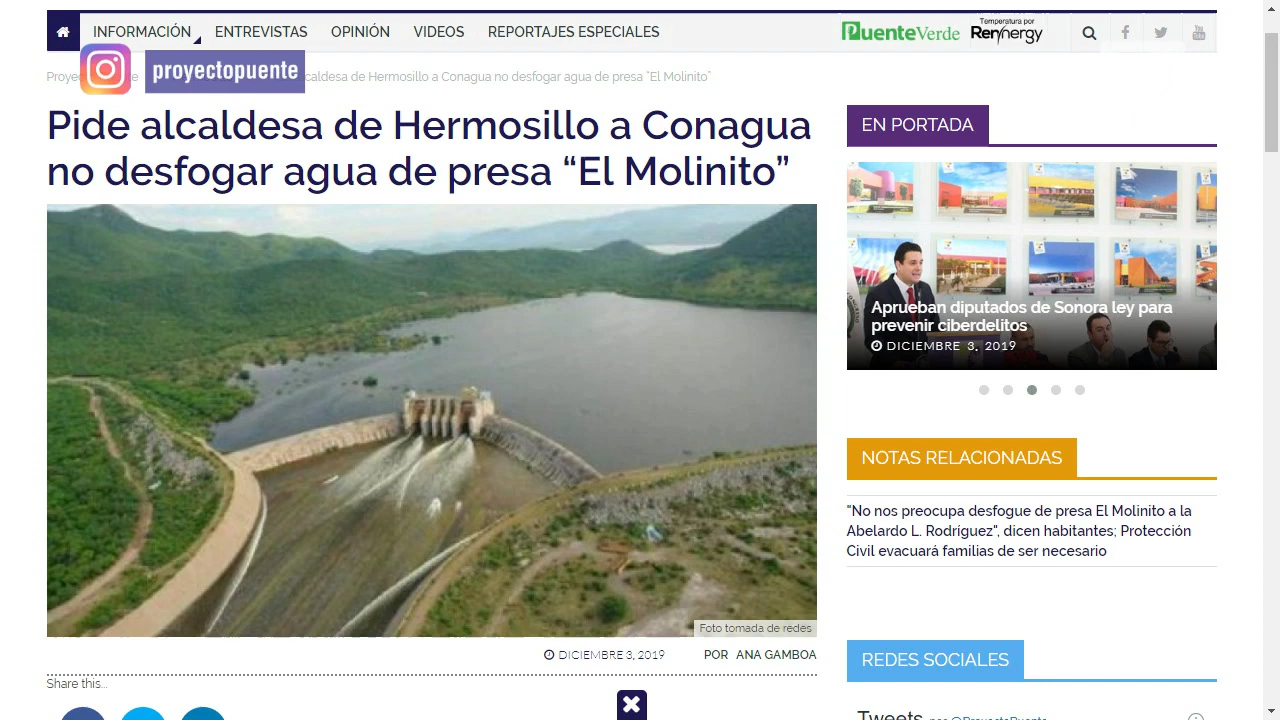 INFORMACIÓN ENTREVISTAS OPINIÓN VIDEOS REPORTAJES ESPECIALES
PuenteVerde
Temperatura por
Rennergy
proyectopuente
caldesa de Hermosillo a Conagua no desfogar agua de presa “El Molinito”
Pide alcaldesa de Hermosillo a Conagua
no desfogar agua de presa “El Molinito”
Foto tomada de redes
DICIEMBRE 3, 2019 POR ANA GAMBOA
Share this...
EN PORTADA
Aprueban diputados de Sonora ley para
prevenir ciberdelitos
DICIEMBRE 3, 2019
NOTAS RELACIONADAS
"No nos preocupa desfogue de presa El Molinito a la
Abelardo L. Rodríguez", dicen habitantes; Protección
Civil evacuará familias de ser necesario
REDES SOCIALES
Tweets por @ProyectoPuente